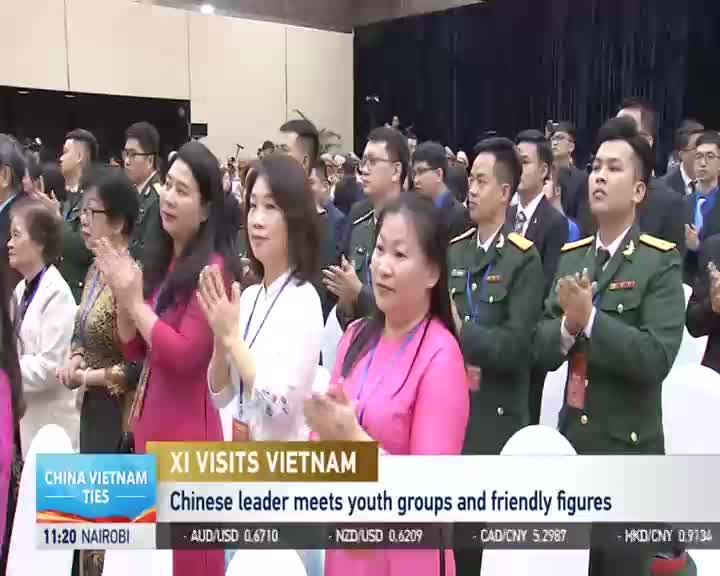 XI VISITS VIETNAM
CHINA VIETNAM
TIES
Chinese leader meets youth groups and friendly figures
11:20 NAIROBI
- AUD/USD 0.6710 - NZD/USD 0.6209 - CAD/CNY 5.2987 - HKD/CNY 0.9134